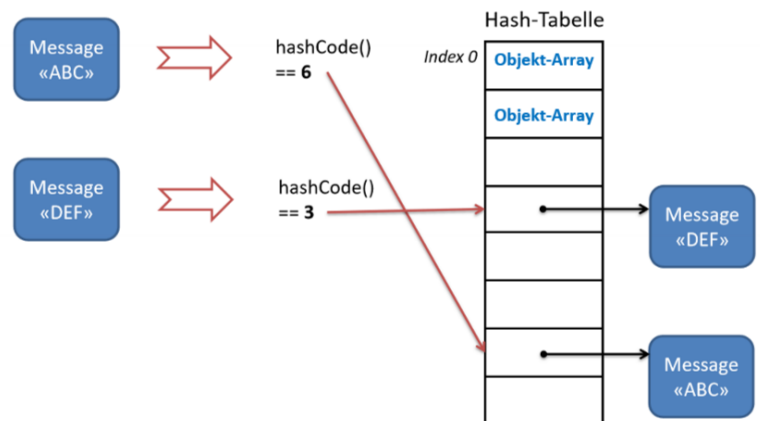 Hash-Tabelle
Message
«ABC»
hashCode()
== 6
Index 0
Objekt-Array
Objekt-Array
Message
«DEF»
hashCode()
== 3
Message
«DEF»
Message
«ABC»